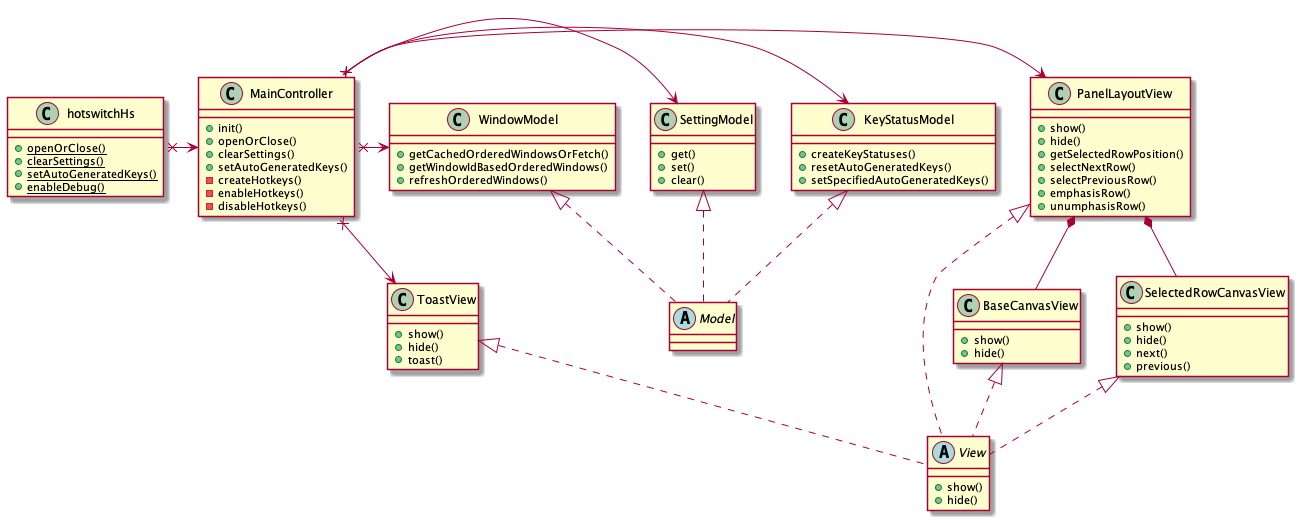 C hotswitchHs
openOrClose()
clearSettings()
setAutoGeneratedKeys()
enableDebug()
C MainController
init()
openOrClose()
clearSettings()
setAutoGeneratedKeys()
createHotkeys()
enableHotkeys()
disableHotkeys()
C WindowModel
getCachedOrderedWindowsOrFetch()
getWindowIdBasedOrderedWindows()
refreshOrderedWindows()
C SettingModel
get()
set()
clear()
C KeyStatusModel
createKeyStatuses()
resetAutoGeneratedKeys()
setSpecifiedAutoGeneratedKeys()
C PanelLayoutView
show()
hide()
getSelectedRowPosition()
selectNextRow()
selectPreviousRow()
emphasisRow()
unumphasisRow()
C ToastView
show()
hide()
toast()
A Model
C BaseCanvasView
show()
hide()
C SelectedRowCanvasView
show()
hide()
next()
previous()
A View
show()
hide()